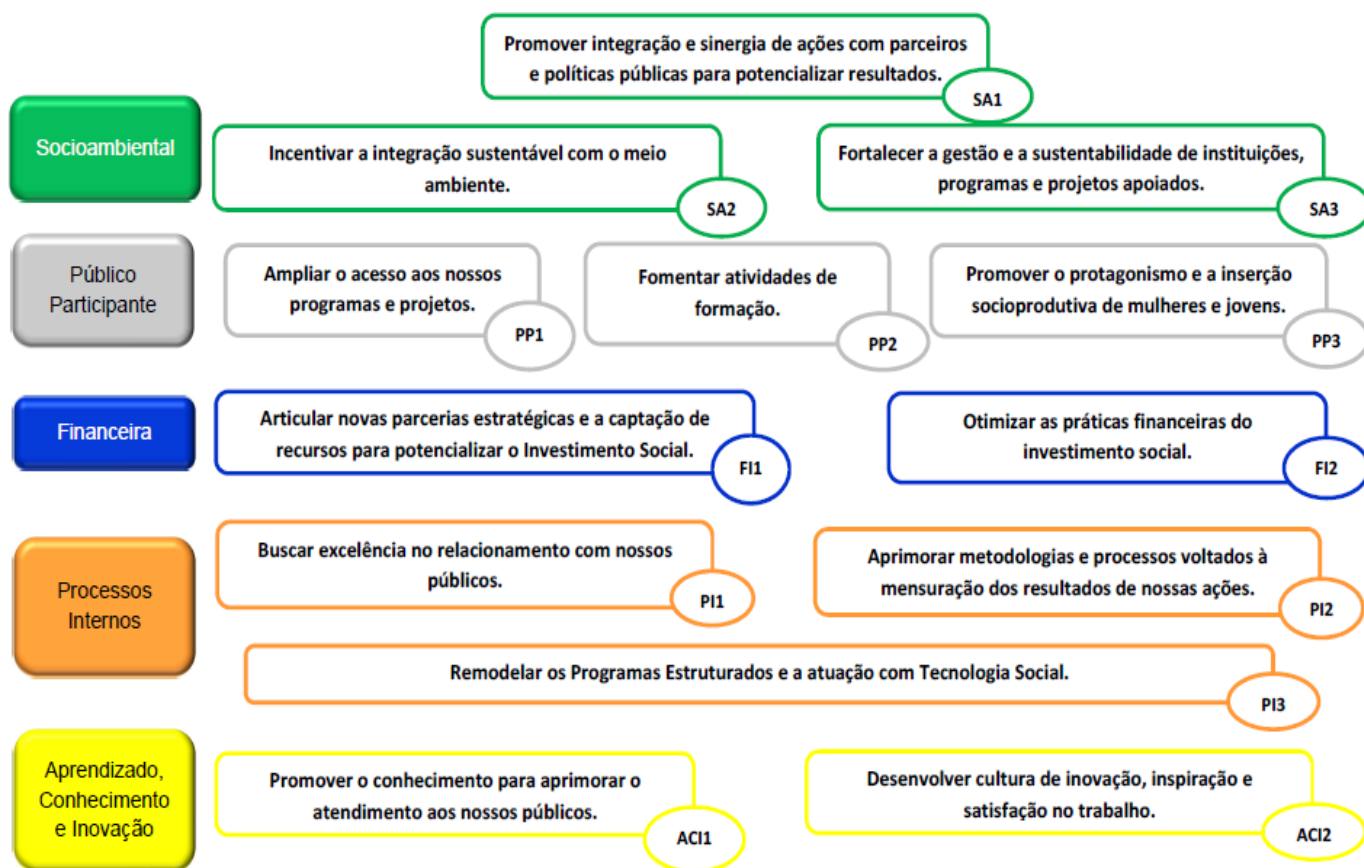 Promover integração e sinergia de ações com parceiros
e políticas públicas para potencializar resultados.
SA1
Socioambiental
Incentivar a integração sustentável com o meio
ambiente.
SA2
Fortalecer a gestão e a sustentabilidade de instituições,
programas e projetos apoiados.
SA3
Público
Participante
Ampliar o acesso aos nossos
programas e projetos.
PP1
Fomentar atividades de
formação.
PP2
Promover o protagonismo e a inserção
socioprodutiva de mulheres e jovens.
PP3
Financeira
Articular novas parcerias estratégicas e a captação de
recursos para potencializar o Investimento Social.
FI1
Otimizar as práticas financeiras do
investimento social.
FI2
Processos
Internos
Buscar excelência no relacionamento com nossos
públicos.
PI1
Aprimorar metodologias e processos voltados à
mensuração dos resultados de nossas ações.
PI2
Remodelar os Programas Estruturados e a atuação com Tecnologia Social.
PI3
Aprendizado,
Conhecimento
e Inovação
Promover o conhecimento para aprimorar o
atendimento aos nossos públicos.
ACI1
Desenvolver cultura de inovação, inspiração e
satisfação no trabalho.
ACI2